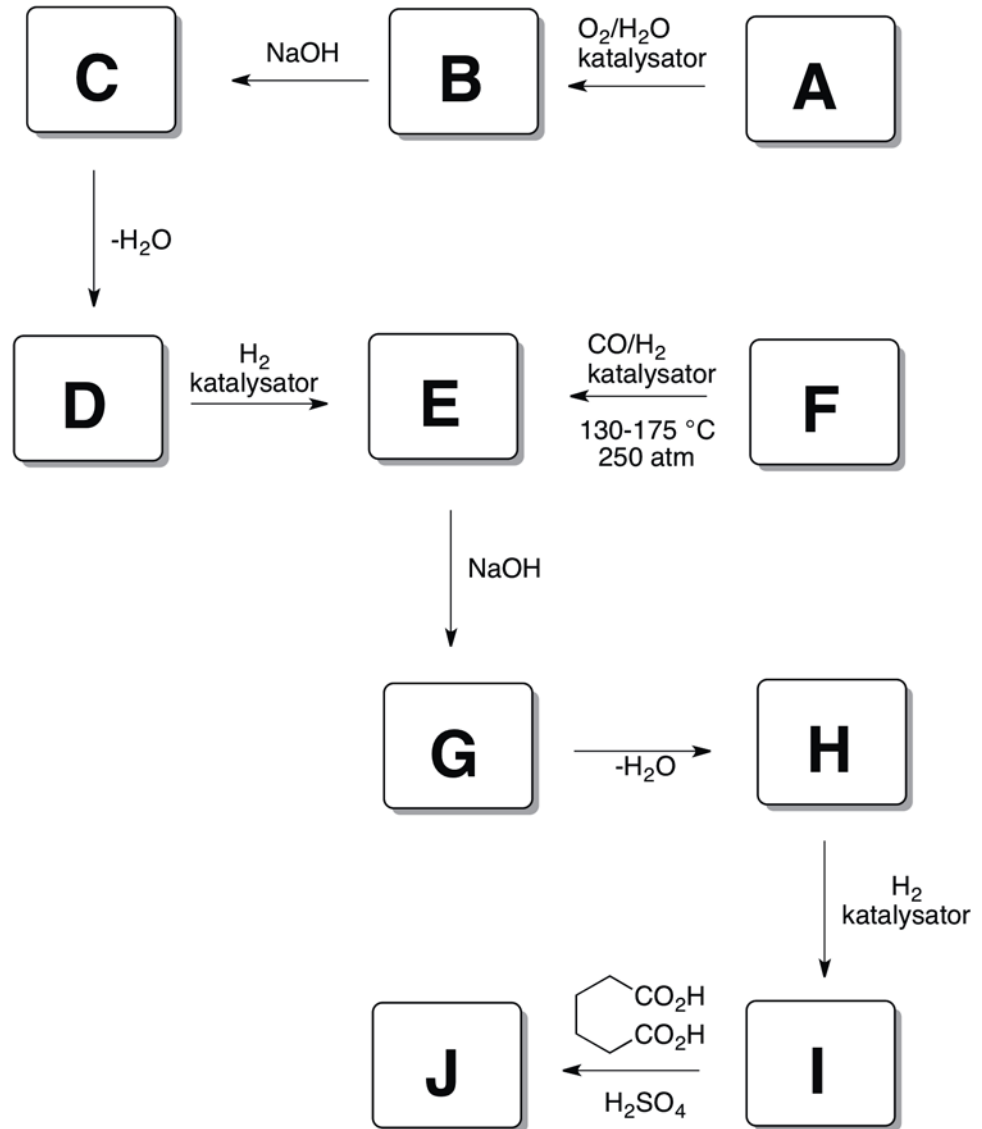 C
NaOH
B
O₂/H₂O
katalysator
A
-H₂O
D
H₂
katalysator
E
CO/H₂
katalysator
130-175 °C
250 atm
F
NaOH
G
-H₂O
H
H₂
katalysator
J
CO₂H
CO₂H
H₂SO₄
I